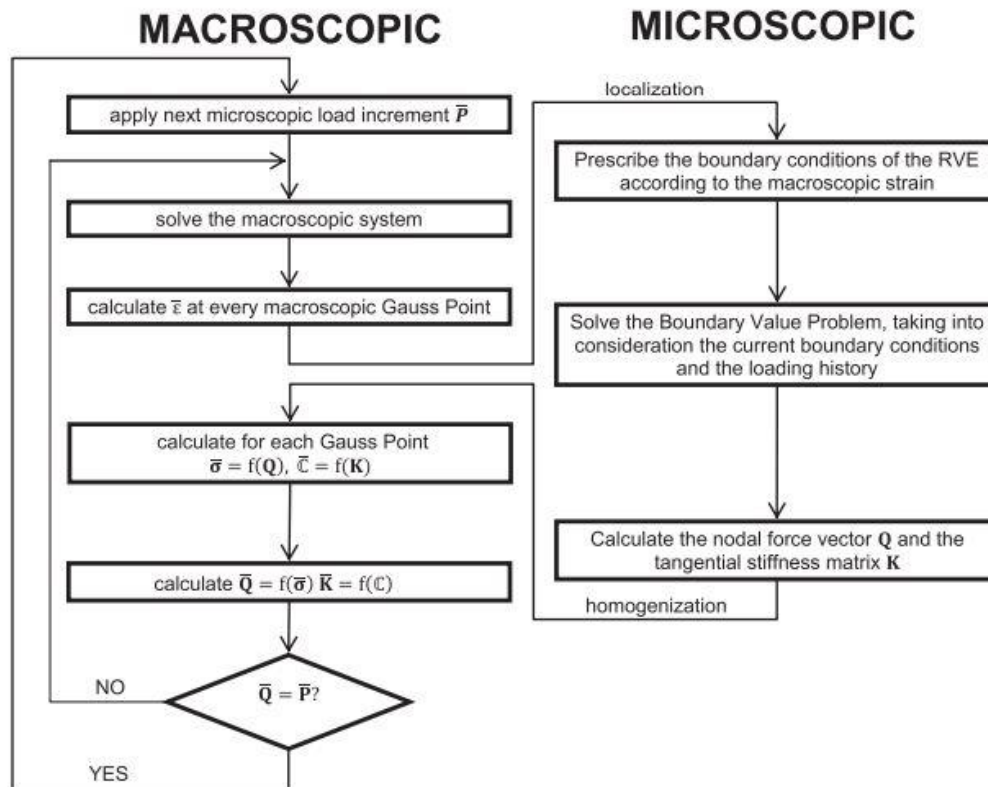 MACROSCOPIC
MICROSCOPIC
apply next microscopic load increment P̅
solve the macroscopic system
calculate ε̅ at every macroscopic Gauss Point
localization
Prescribe the boundary conditions of the RVE
according to the macroscopic strain
Solve the Boundary Value Problem, taking into
consideration the current boundary conditions
and the loading history
Calculate the nodal force vector Q and the
tangential stiffness matrix K
homogenization
calculate for each Gauss Point
σ̅ = f(Q), ℂ̅ = f(K)
calculate Q̅ = f(σ̅) K̅ = f(ℂ)
Q̅ = P̅?
NO
YES